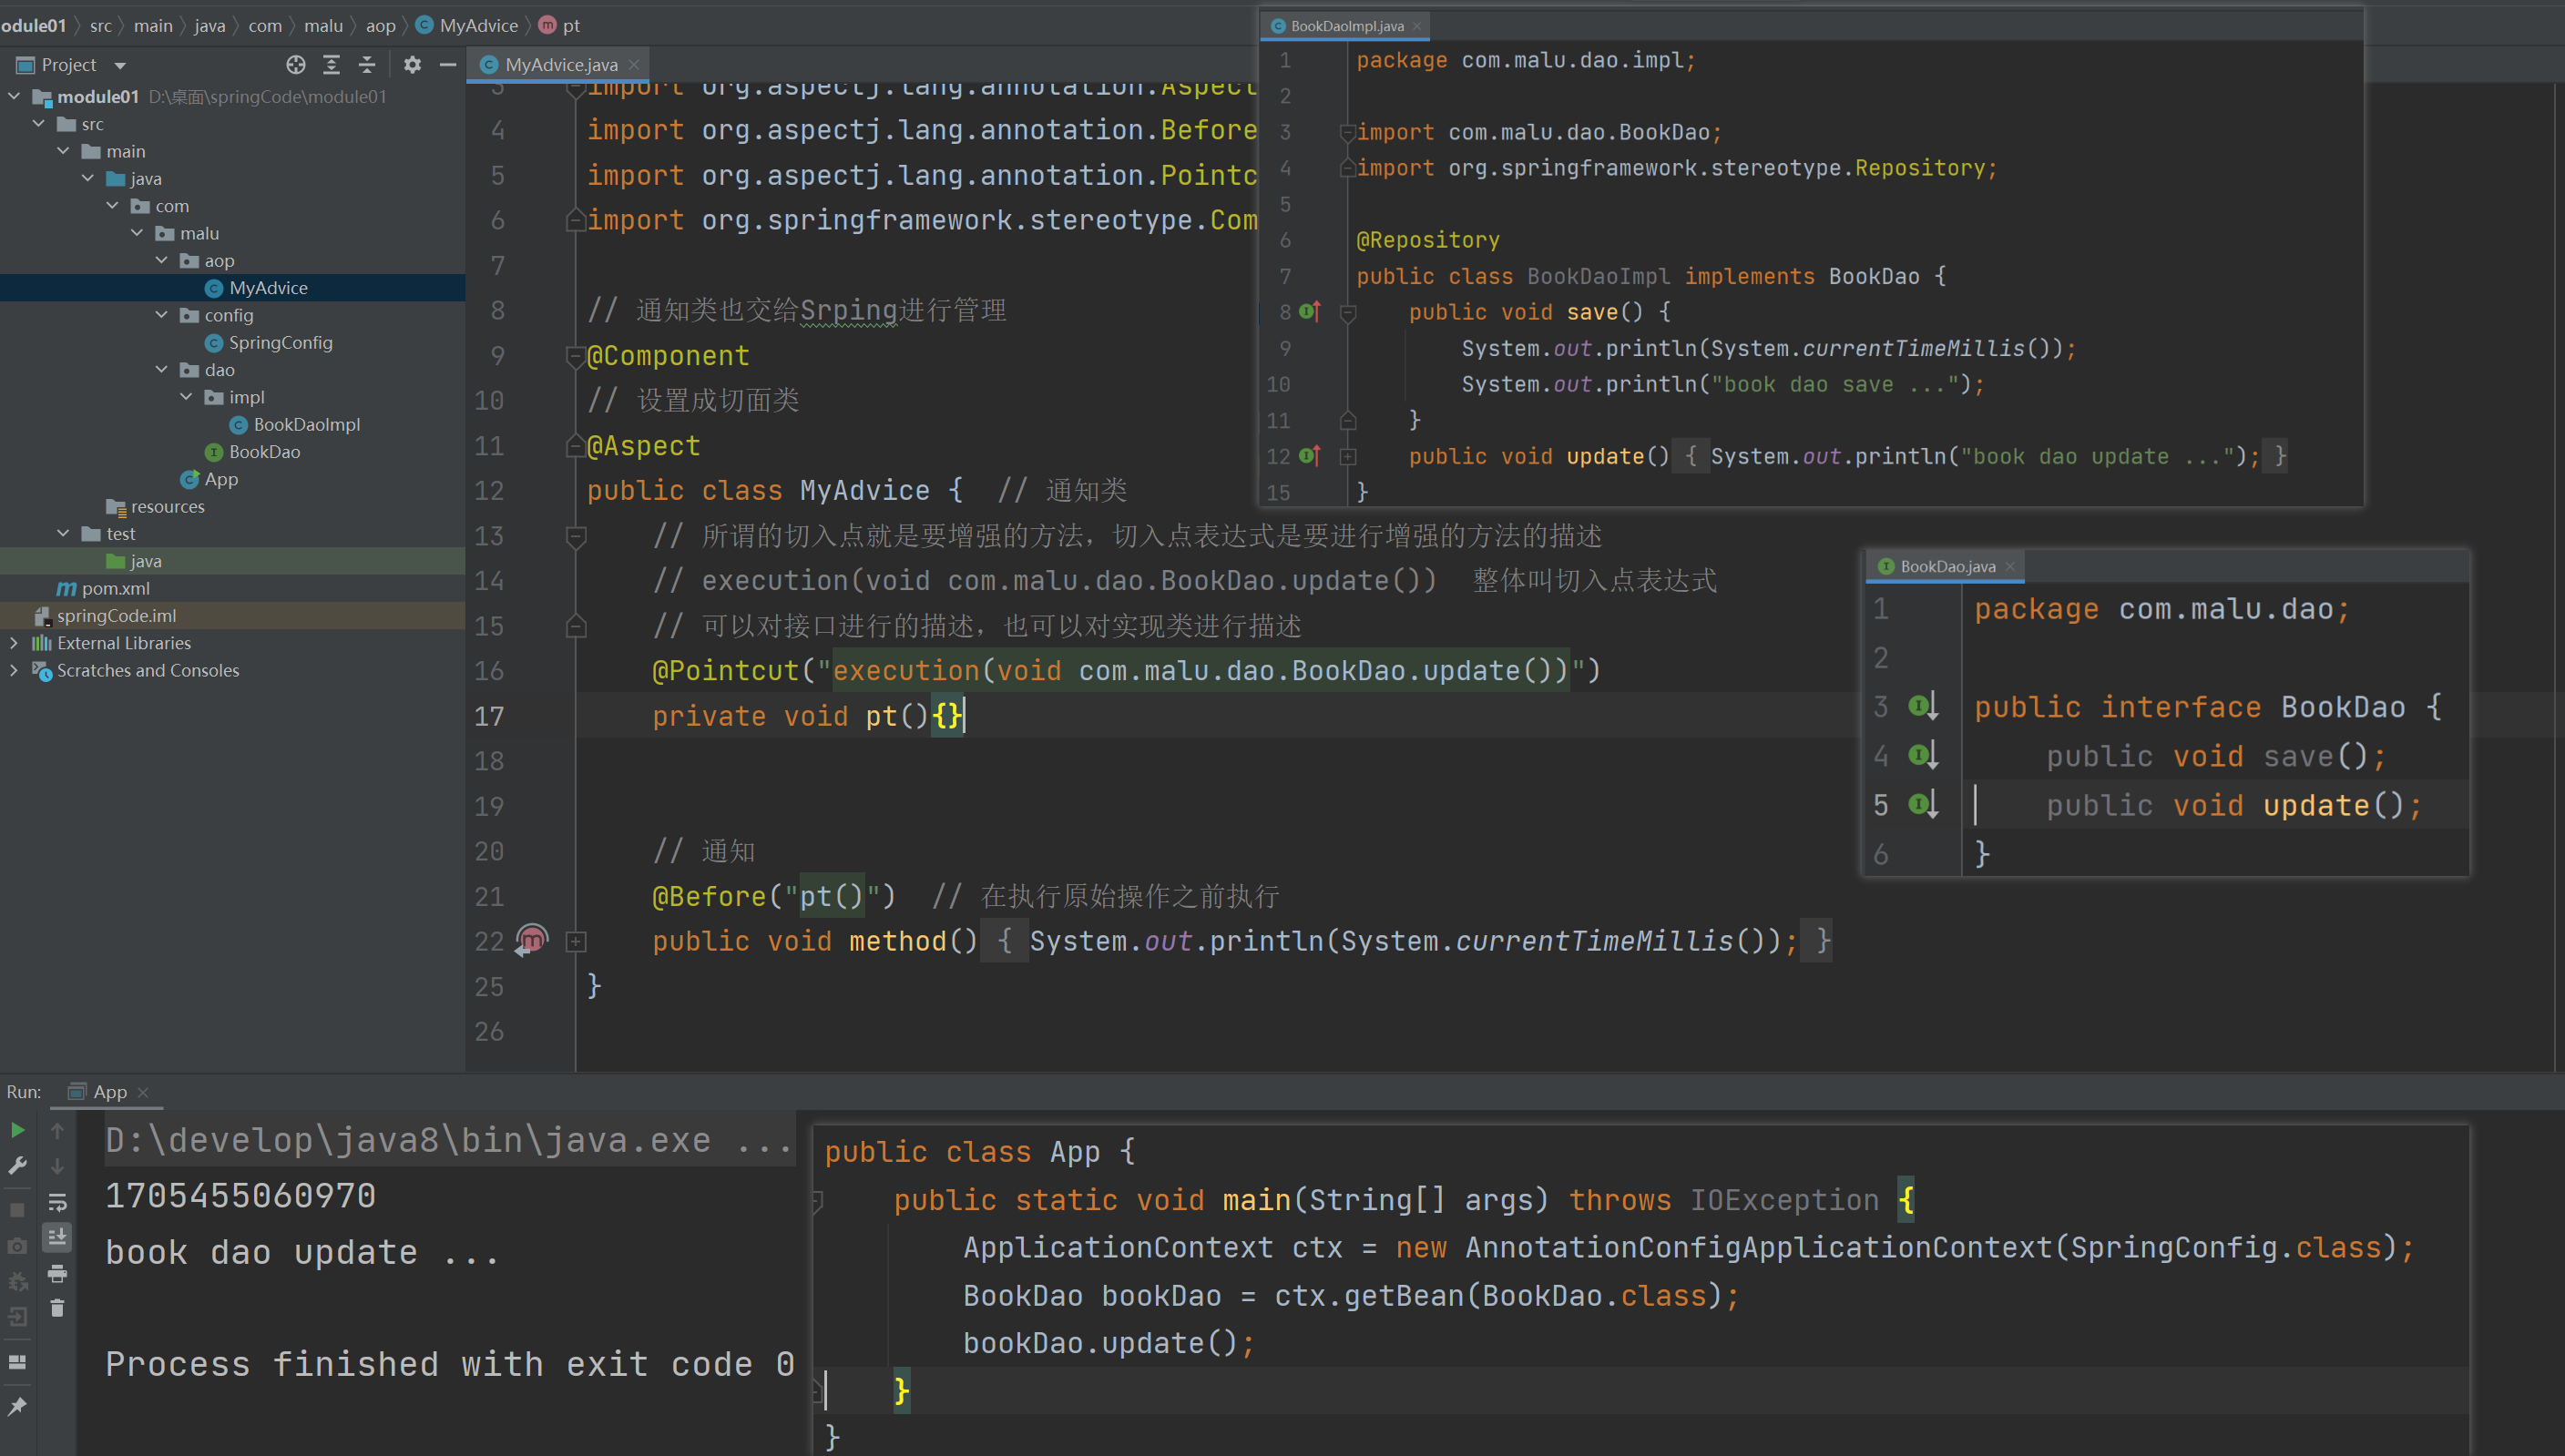 odule01 src main java com malu aop MyAdvice pt
Project
module01 D:\桌面\springCode\module01
src
main
java
com
malu
aop
MyAdvice
config
SpringConfig
dao
impl
BookDaoImpl
BookDao
App
resources
test
java
pom.xml
springCode.iml
External Libraries
Scratches and Consoles
MyAdvice.java
3 import org.aspectj.lang.annotation.Aspect
4 import org.aspectj.lang.annotation.Before
5 import org.aspectj.lang.annotation.Pointc
6 import org.springframework.stereotype.Com
7
8 // 通知类也交给Srping进行管理
9 @Component
10 // 设置成切面类
11 @Aspect
12 public class MyAdvice {  // 通知类
13 // 所谓的切入点就是要增强的方法，切入点表达式是要进行增强的方法的描述
14 // execution(void com.malu.dao.BookDao.update())  整体叫切入点表达式
15 // 可以对接口进行的描述，也可以对实现类进行描述
16 @Pointcut("execution(void com.malu.dao.BookDao.update())")
17 private void pt(){}
18
19
20 // 通知
21 @Before("pt()")  // 在执行原始操作之前执行
22 public void method() { System.out.println(System.currentTimeMillis()); }
25 }
26
BookDaoImpl.java
1 package com.malu.dao.impl;
2
3 import com.malu.dao.BookDao;
4 import org.springframework.stereotype.Repository;
5
6 @Repository
7 public class BookDaoImpl implements BookDao {
8 public void save() {
9 System.out.println(System.currentTimeMillis());
10 System.out.println("book dao save ...");
11 }
12 public void update() { System.out.println("book dao update ..."); }
15 }
BookDao.java
1 package com.malu.dao;
2
3 public interface BookDao {
4 public void save();
5 public void update();
6 }
Run: App
D:\develop\java8\bin\java.exe ...
1705455060970
book dao update ...
Process finished with exit code 0
public class App {
public static void main(String[] args) throws IOException {
ApplicationContext ctx = new AnnotationConfigApplicationContext(SpringConfig.class);
BookDao bookDao = ctx.getBean(BookDao.class);
bookDao.update();
}
}